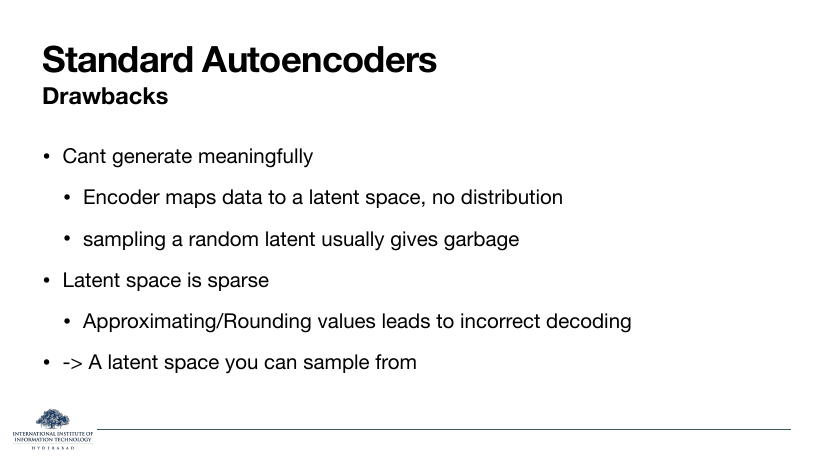 Standard Autoencoders
Drawbacks
• Cant generate meaningfully
• Encoder maps data to a latent space, no distribution
• sampling a random latent usually gives garbage
• Latent space is sparse
• Approximating/Rounding values leads to incorrect decoding
• -> A latent space you can sample from
INTERNATIONAL INSTITUTE OF
INFORMATION TECHNOLOGY
HYDERABAD